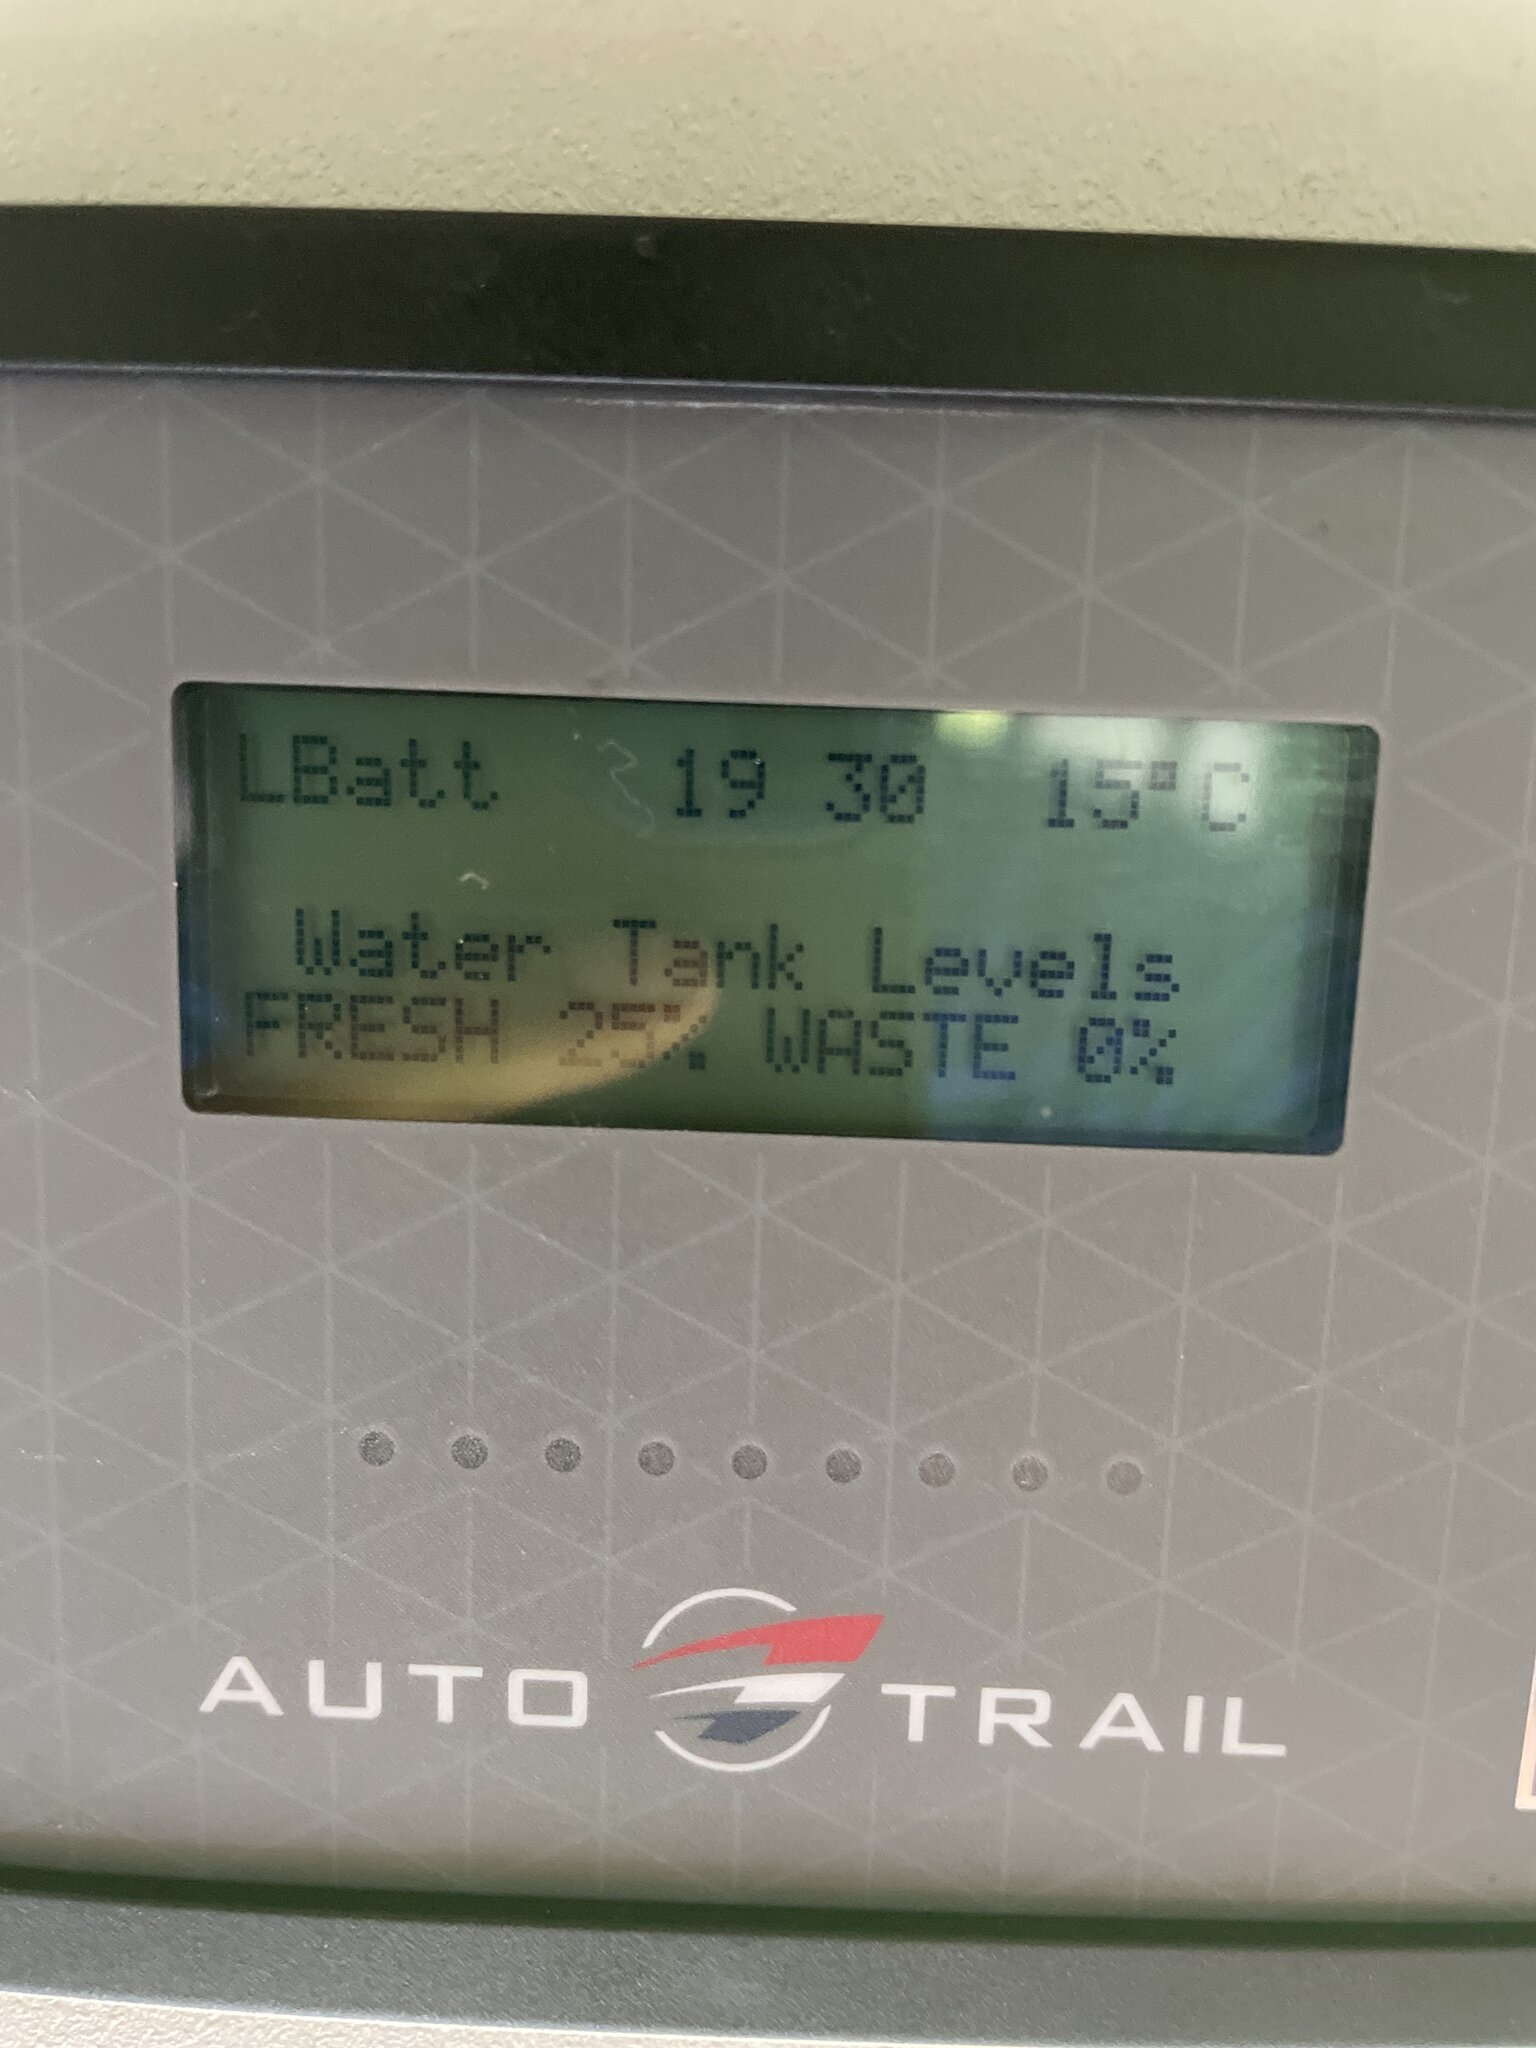 LBatt 19 30 15°C
Water Tank Levels
FRESH 25% WASTE 0%
AUTO TRAIL